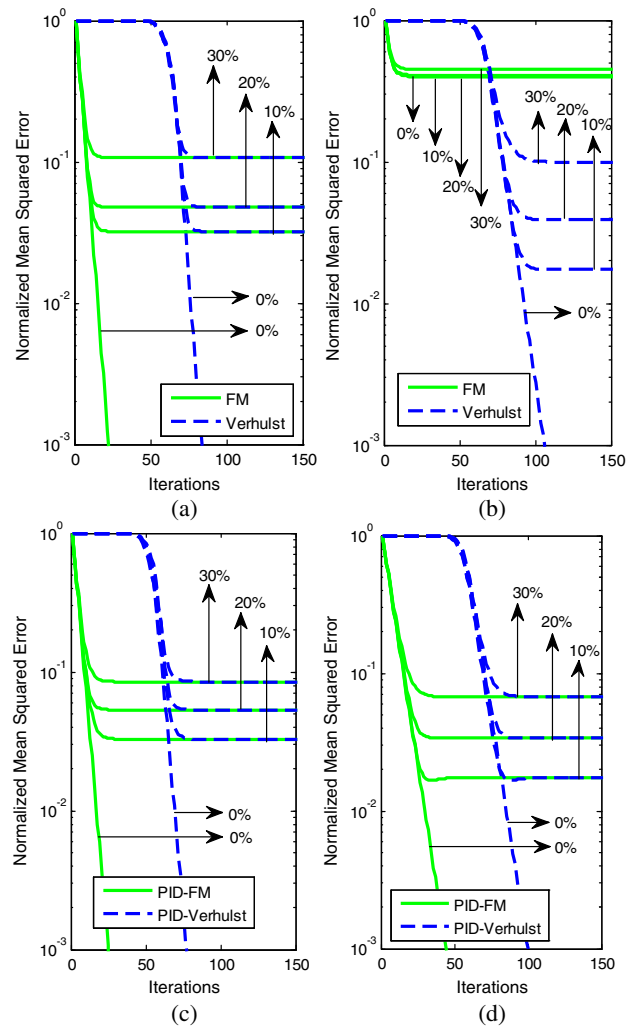 10^0
30%
20%
10%
10^-1
Normalized Mean Squared Error
10^-2
0%
0%
FM
Verhulst
10^-3
0
50
100
150
Iterations
(a)
10^0
0%
10%
20%
30%
30%
20%
10%
10^-1
Normalized Mean Squared Error
10^-2
0%
FM
Verhulst
10^-3
0
50
100
150
Iterations
(b)
10^0
30%
20%
10%
10^-1
Normalized Mean Squared Error
10^-2
0%
0%
PID-FM
PID-Verhulst
10^-3
0
50
100
150
Iterations
(c)
10^0
30%
20%
10%
10^-1
Normalized Mean Squared Error
10^-2
0%
0%
PID-FM
PID-Verhulst
10^-3
0
50
100
150
Iterations
(d)